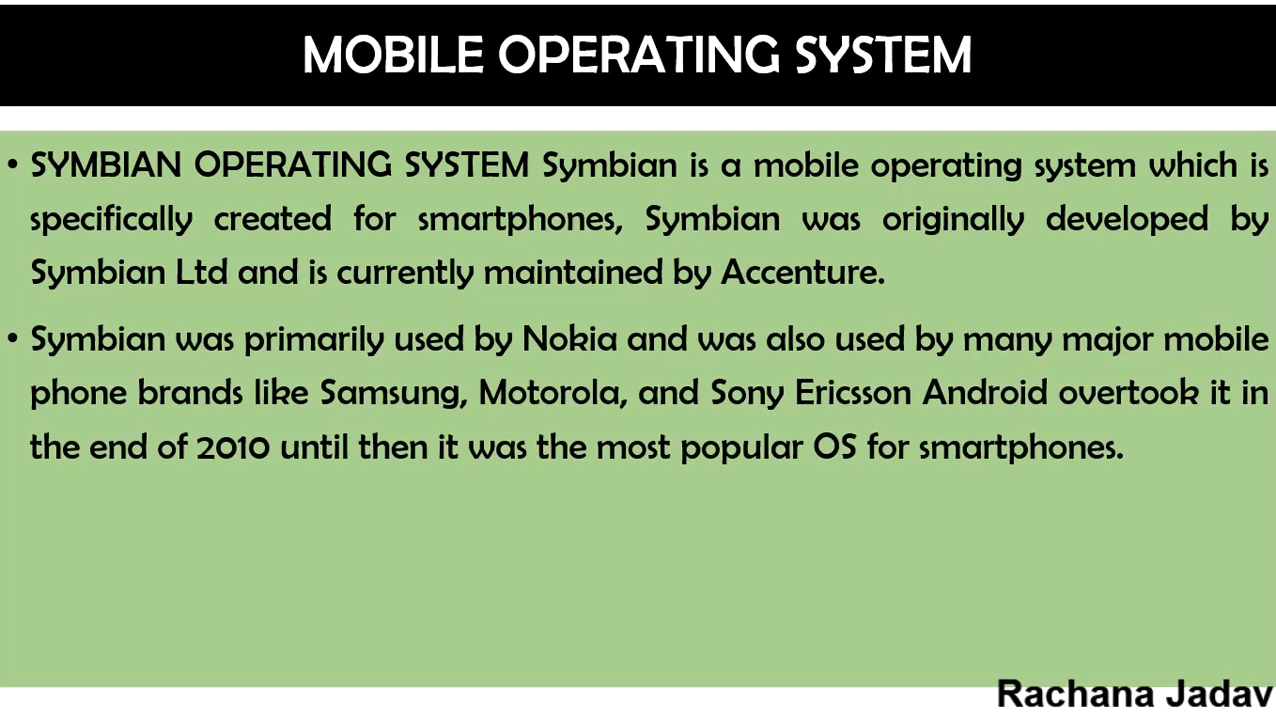 MOBILE OPERATING SYSTEM
• SYMBIAN OPERATING SYSTEM Symbian is a mobile operating system which is
specifically created for smartphones, Symbian was originally developed by
Symbian Ltd and is currently maintained by Accenture.
• Symbian was primarily used by Nokia and was also used by many major mobile
phone brands like Samsung, Motorola, and Sony Ericsson Android overtook it in
the end of 2010 until then it was the most popular OS for smartphones.
Rachana Jadav